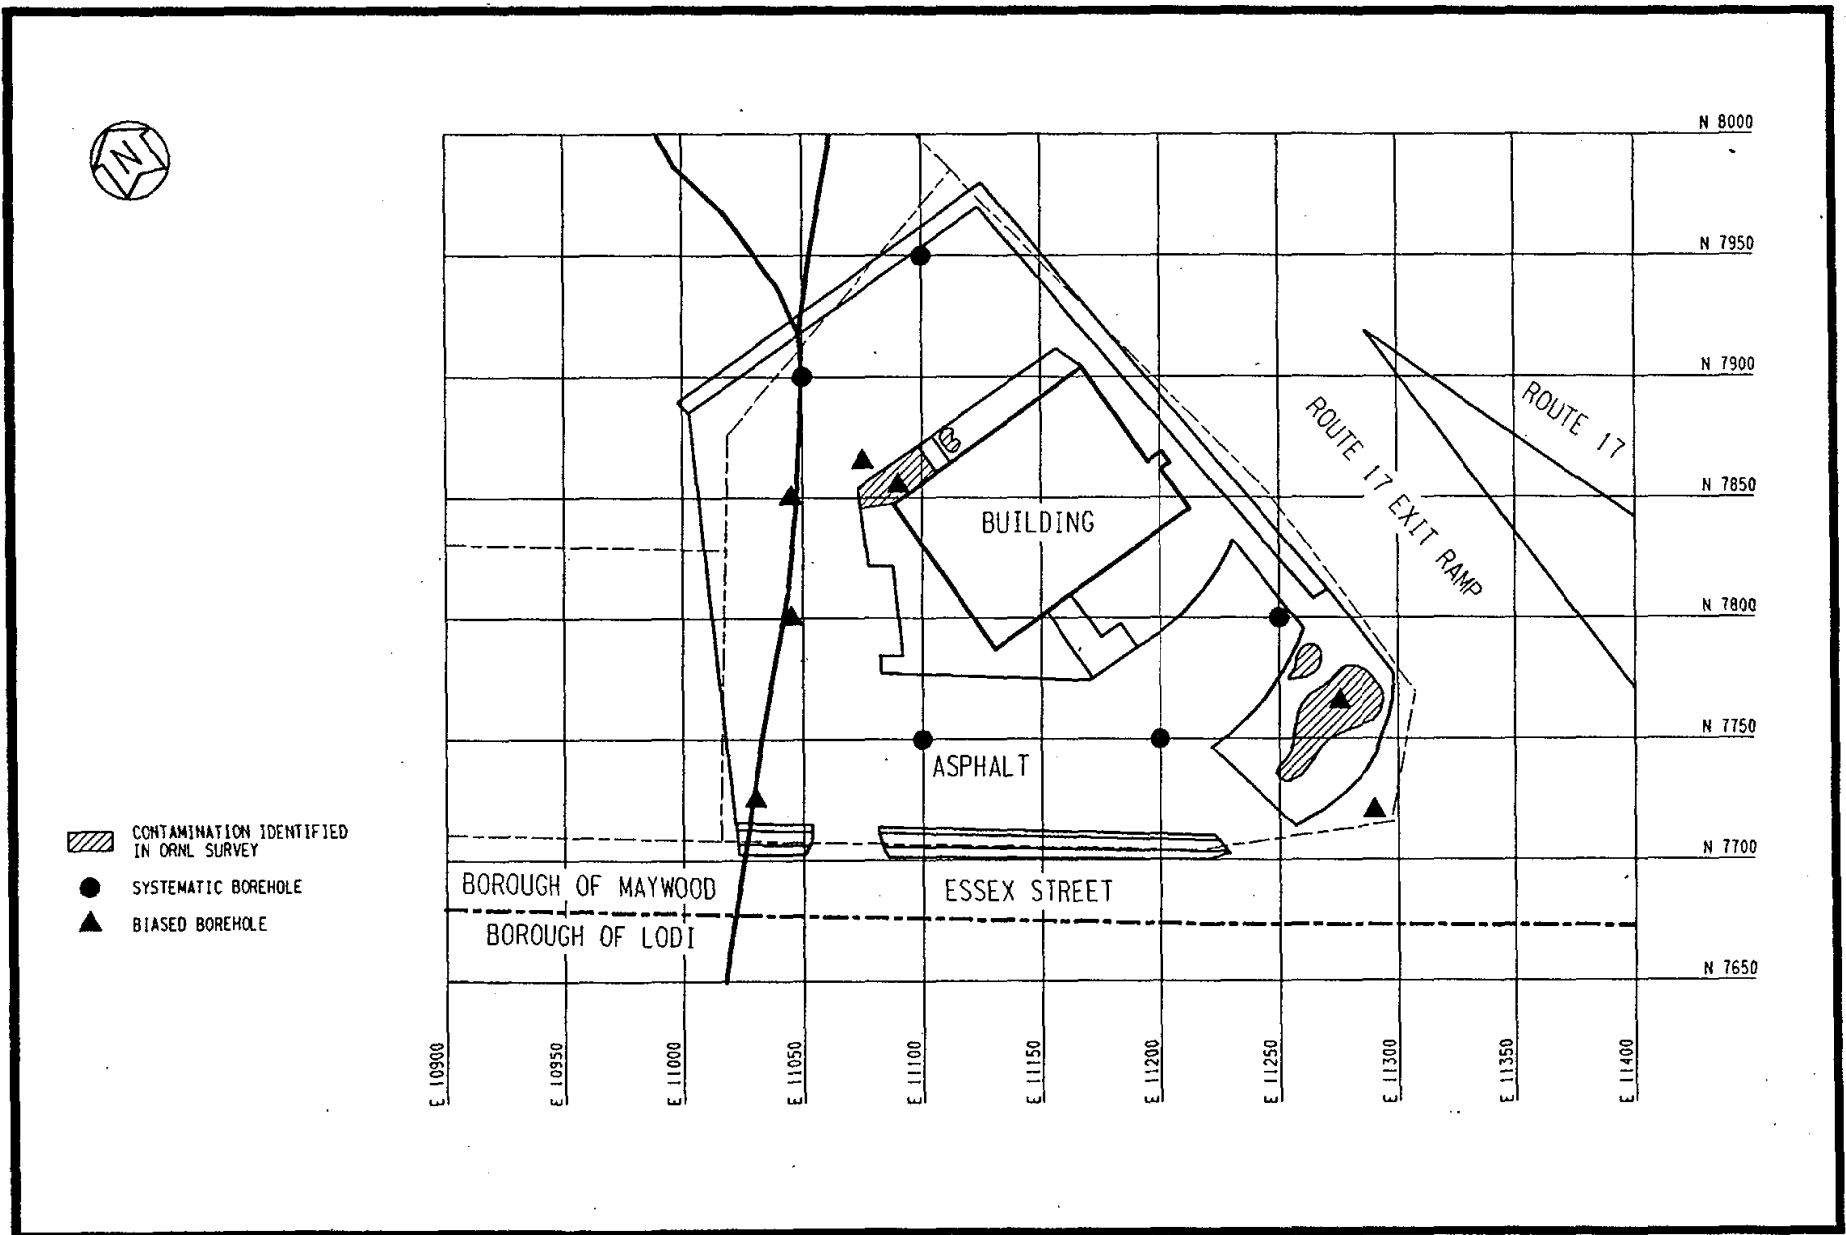 N
N 8000
N 7950
N 7900
N 7850
N 7800
N 7750
N 7700
N 7650
ROUTE 17
ROUTE 17 EXIT RAMP
BUILDING
ASPHALT
CONTAMINATION IDENTIFIED
IN ORNL SURVEY
SYSTEMATIC BOREHOLE
BIASED BOREHOLE
BOROUGH OF MAYWOOD
ESSEX STREET
BOROUGH OF LODI
E 10900
E 10950
E 11000
E 11050
E 11100
E 11150
E 11200
E 11250
E 11300
E 11350
E 11400